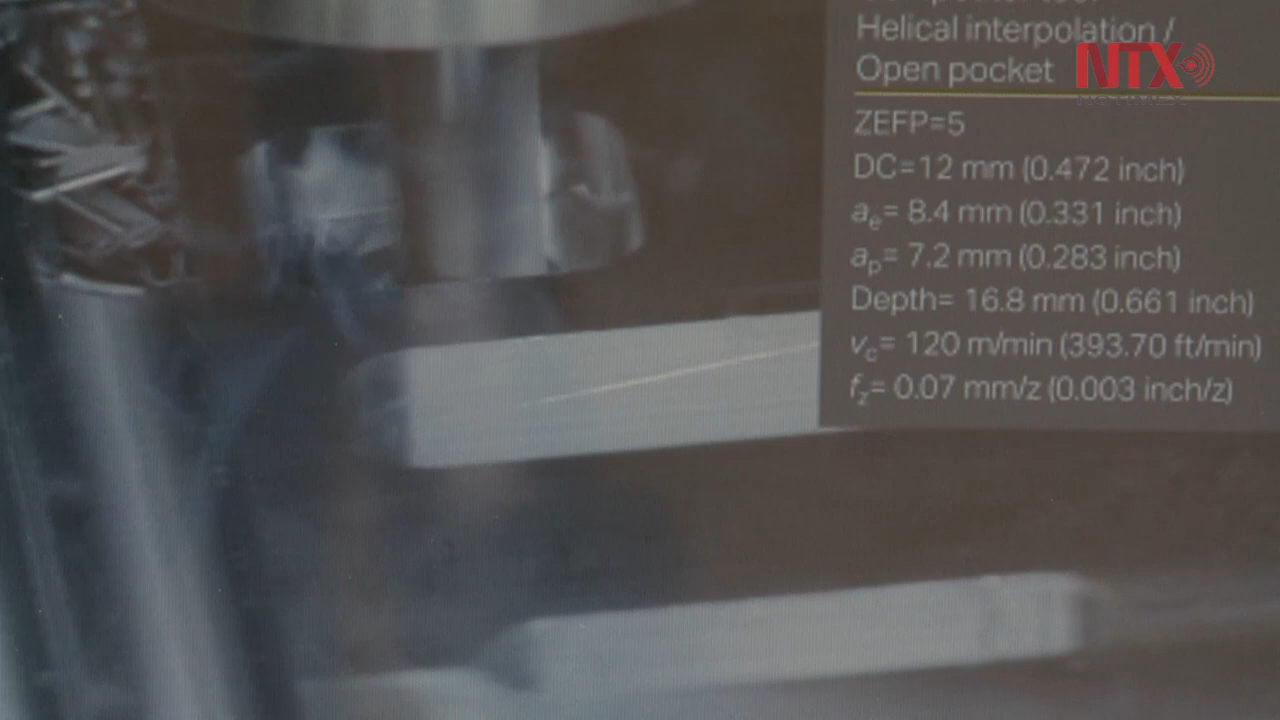 Helical interpolation /
Open pocket
NTX
NOTIMEX
ZEFP=5
DC=12 mm (0.472 inch)
ae= 8.4 mm (0.331 inch)
ap= 7.2 mm (0.283 inch)
Depth= 16.8 mm (0.661 inch)
vc= 120 m/min (393.70 ft/min)
fz= 0.07 mm/z (0.003 inch/z)